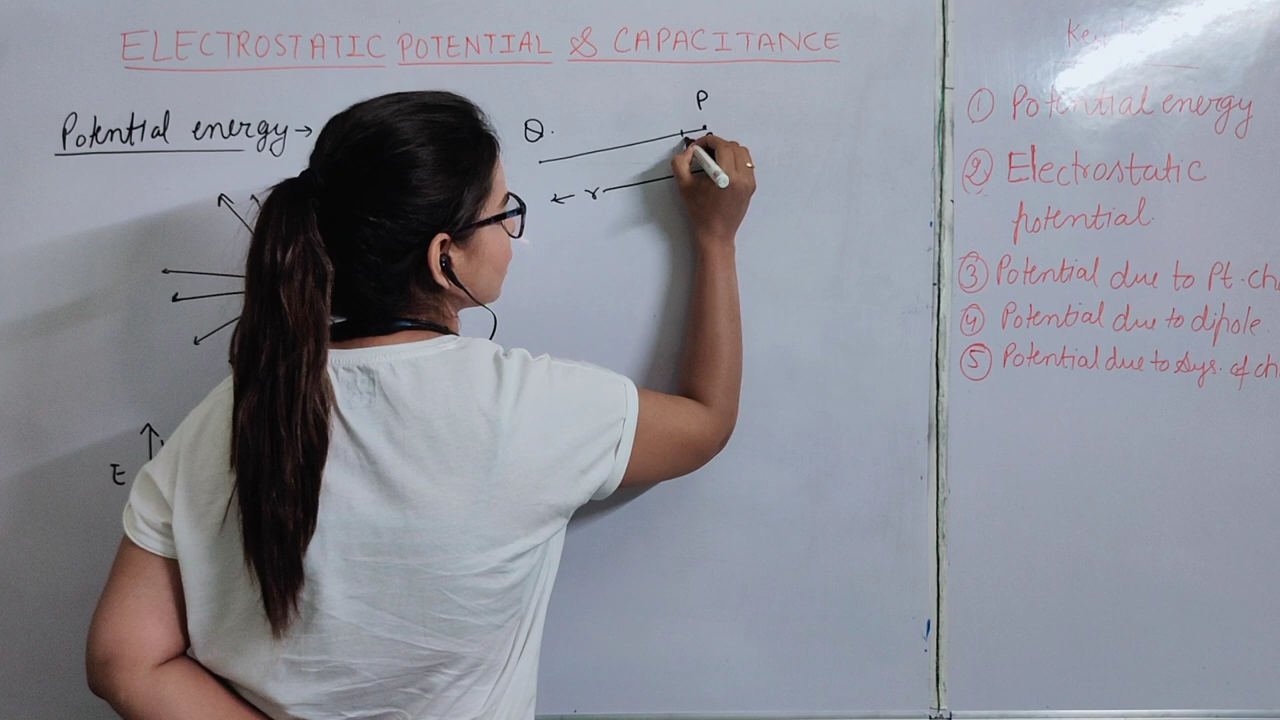 ELECTROSTATIC POTENTIAL & CAPACITANCE
Potential energy →
Q.
P
← r
E
① Potential energy
② Electrostatic
potential.
③ Potential due to Pt. ch
④ Potential due to dipole.
⑤ Potential due to sys. of ch